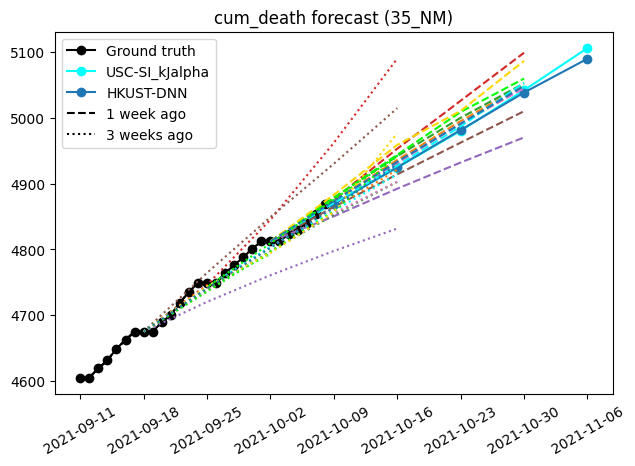 cum_death forecast (35_NM)
Ground truth
USC-SI_kJalpha
HKUST-DNN
1 week ago
3 weeks ago
5100
5000
4900
4800
4700
4600
2021-09-11
2021-09-18
2021-09-25
2021-10-02
2021-10-09
2021-10-16
2021-10-23
2021-10-30
2021-11-06